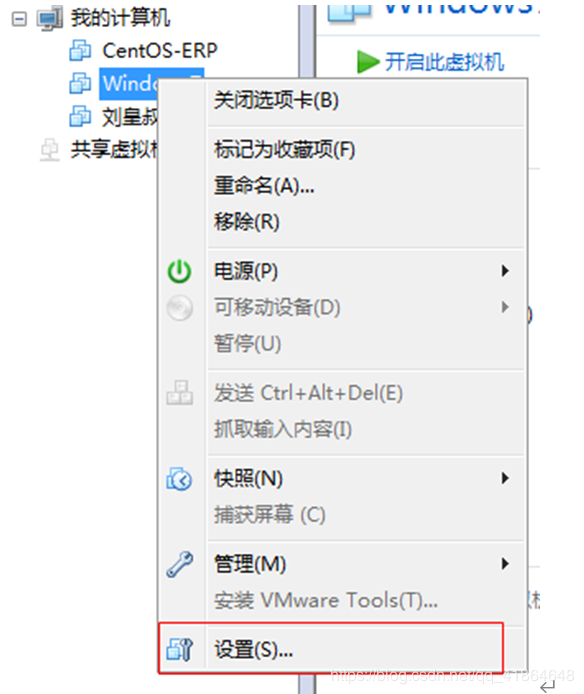 我的计算机
Windows
CentOS-ERP
开启此虚拟机
Windo
刘皇叔
共享虚拟机
关闭选项卡(B)
标记为收藏项(F)
重命名(A)...
移除(R)
电源(P)
可移动设备(D)
暂停(U)
发送 Ctrl+Alt+Del(E)
抓取输入内容(I)
快照(N)
捕获屏幕 (C)
管理(M)
安装 VMware Tools(T)...
设置(S)...
https://blog.csdn.net/qq_41864648